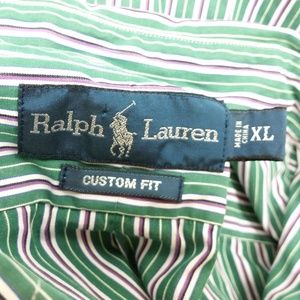 Ralph Lauren
MADE IN
CHINA
XL
CUSTOM FIT